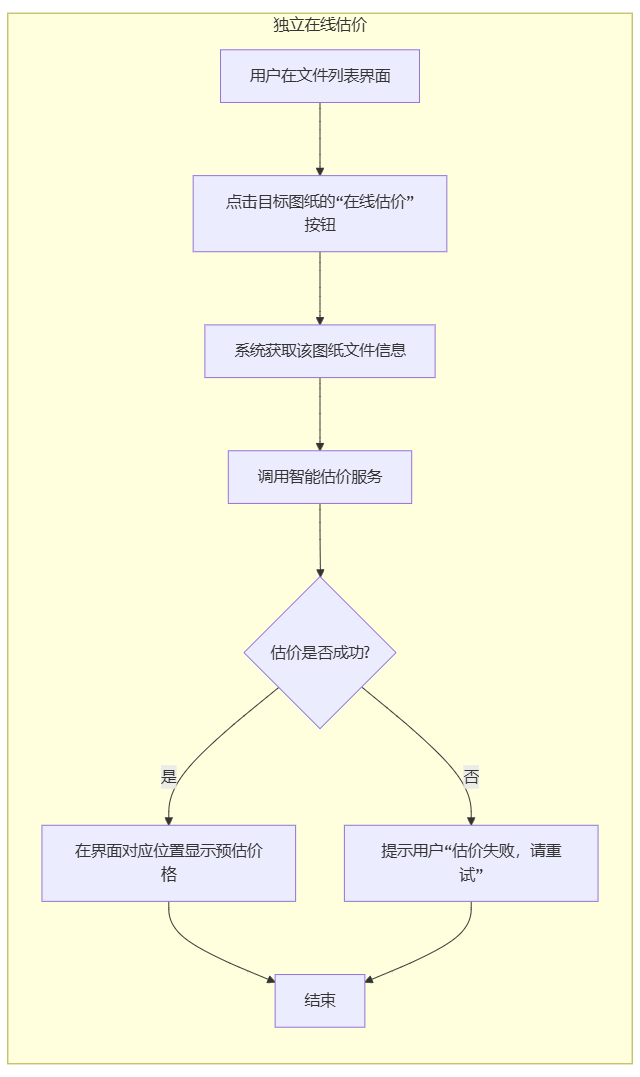 独立在线估价
用户在文件列表界面
点击目标图纸的“在线估价”
按钮
系统获取该图纸文件信息
调用智能估价服务
估价是否成功?
是
否
在界面对应位置显示预估价
格
提示用户“估价失败，请重
试”
结束